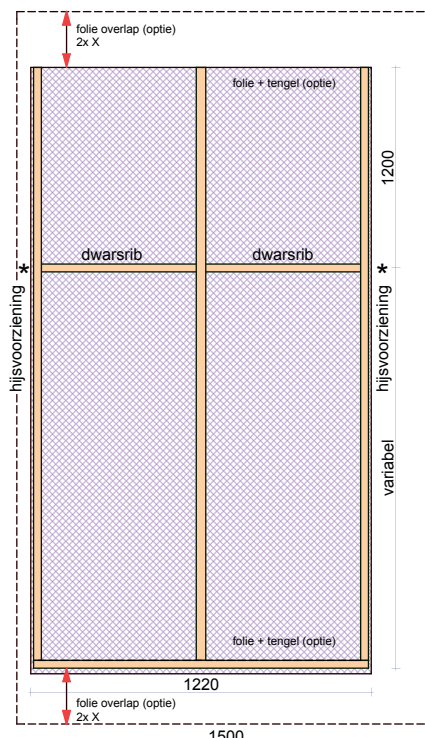 folie overlap (optie)
2x X
folie + tengel (optie)
1200
dwarsrib
dwarsrib
*
*
hijsvoorziening
hijsvoorziening
variabel
folie + tengel (optie)
1220
folie overlap (optie)
2x X
1500